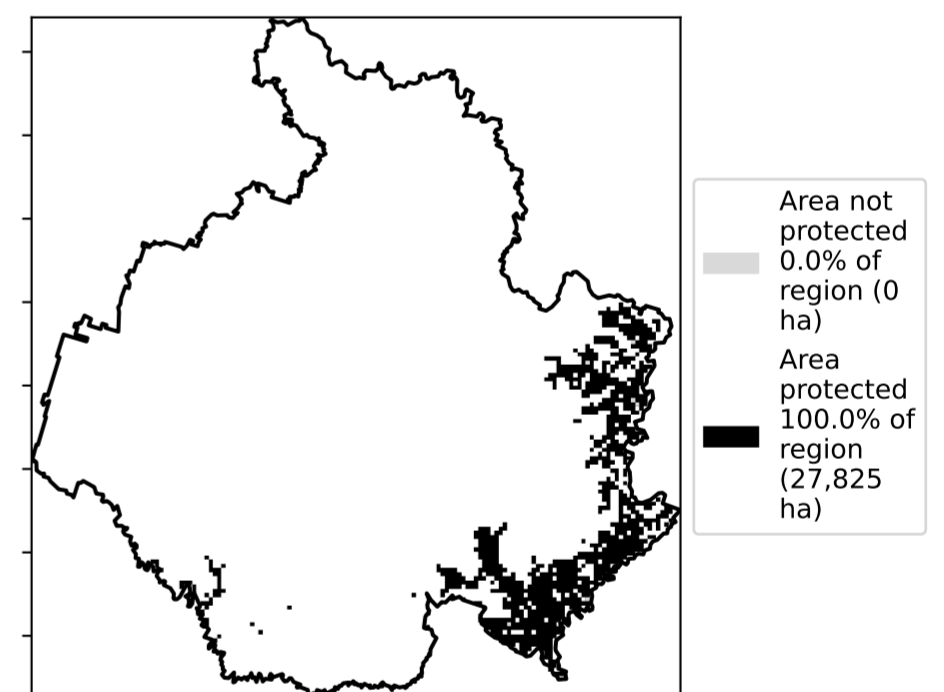 Area not
protected
0.0% of
region (0
ha)
Area
protected
100.0% of
region
(27,825
ha)